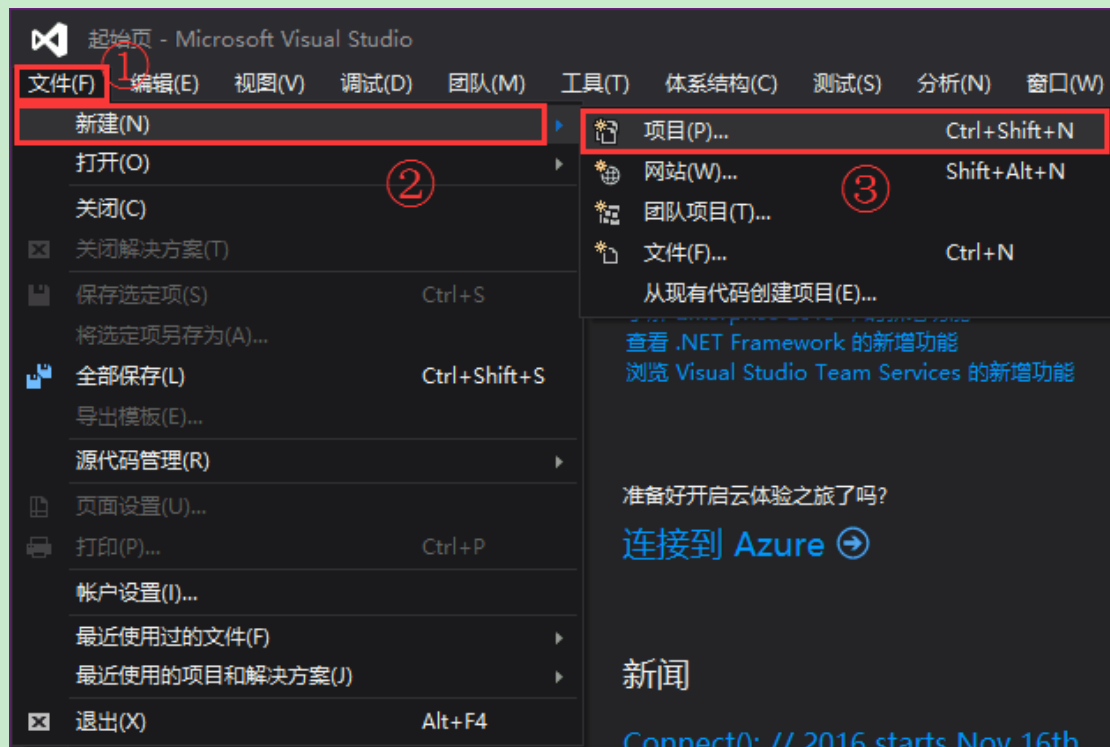 起始页 - Microsoft Visual Studio
①
文件(F) 编辑(E) 视图(V) 调试(D) 团队(M) 工具(T) 体系结构(C) 测试(S) 分析(N) 窗口(W)
新建(N)
打开(O)
②
关闭(C)
关闭解决方案(T)
保存选定项(S) Ctrl+S
将选定项另存为(A)...
全部保存(L) Ctrl+Shift+S
导出模板(E)...
源代码管理(R)
页面设置(U)...
打印(P)... Ctrl+P
帐户设置(I)...
最近使用过的文件(F)
最近使用的项目和解决方案(J)
退出(X) Alt+F4
项目(P)... Ctrl+Shift+N
网站(W)... Shift+Alt+N
③
团队项目(T)...
文件(F)... Ctrl+N
从现有代码创建项目(E)...
查看 .NET Framework 的新增功能
浏览 Visual Studio Team Services 的新增功能
准备好开启云体验之旅了吗?
连接到 Azure
新闻
Connect(); // 2016 starts Nov 16th